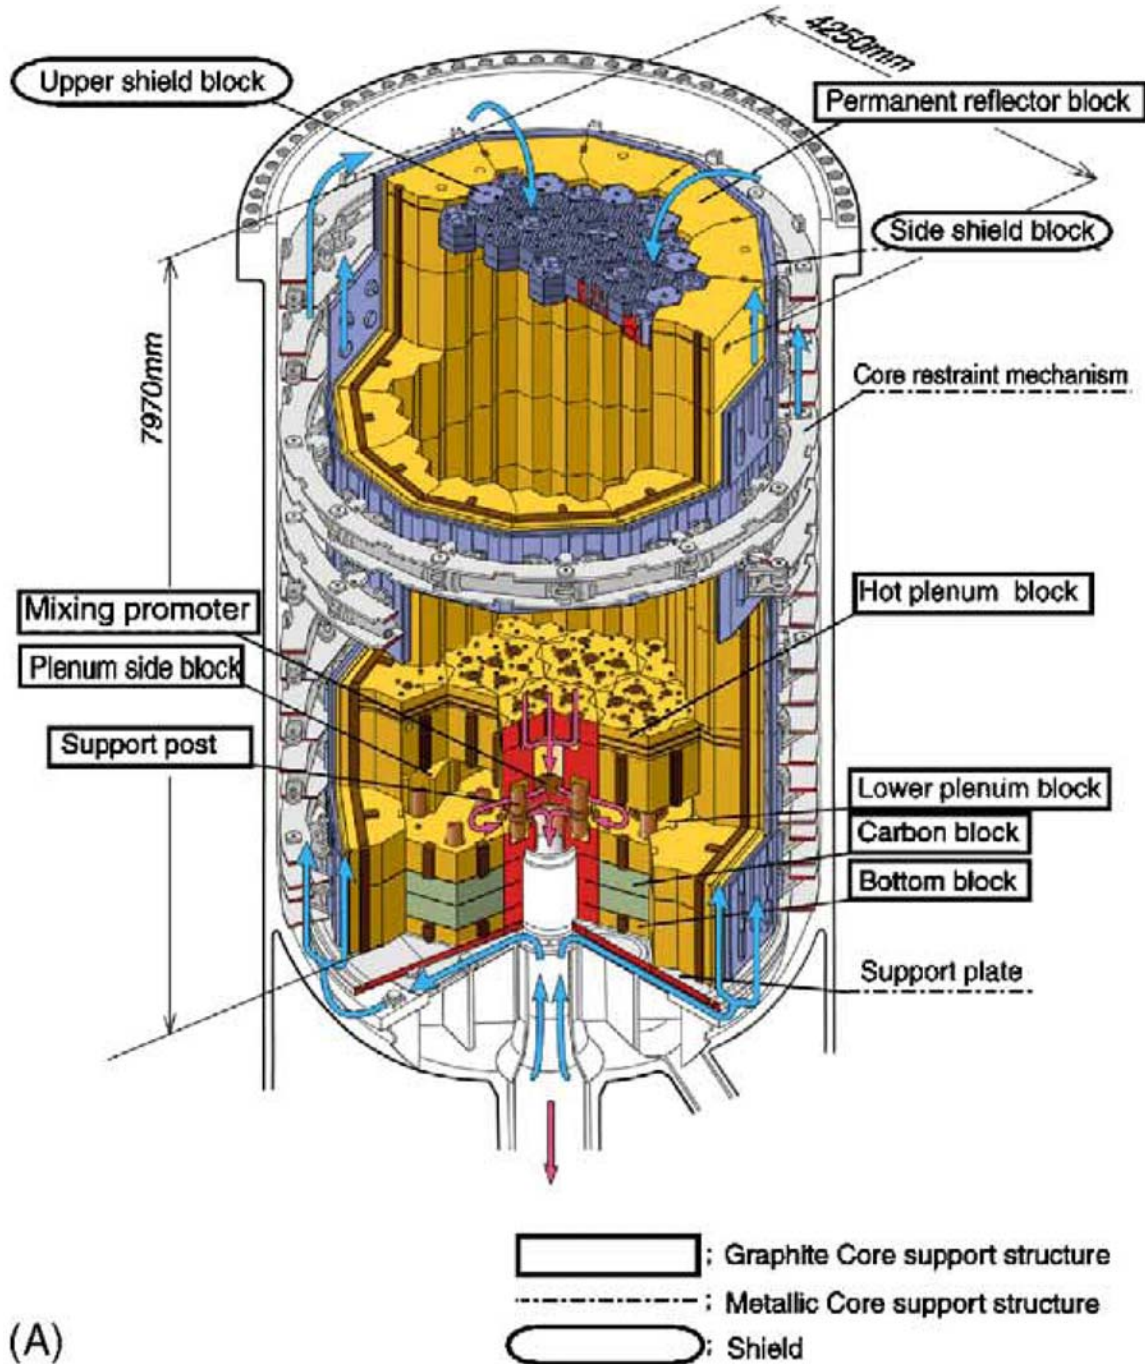 4250mm
Upper shield block
Permanent reflector block
Side shield block
7970mm
Core restraint mechanism
Mixing promoter
Hot plenum block
Plenum side block
Support post
Lower plenum block
Carbon block
Bottom block
Support plate
; Graphite Core support structure
; Metallic Core support structure
; Shield
(A)